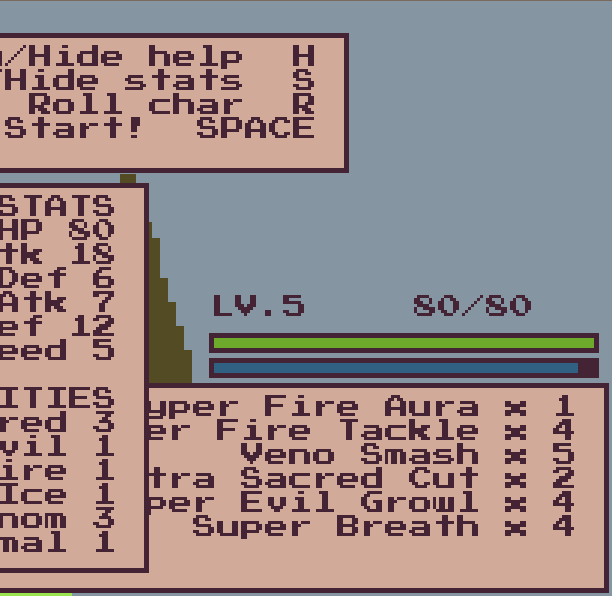 /Hide help H
Hide stats S
Roll char R
Start! SPACE
STATS
HP 80
tk 18
Def 6
Atk 7
ef 12
eed 5
LV.5 80/80
ITIES
red 3
vil 1
ire 1
Ice 1
nom 3
mal 1
yper Fire Aura x 1
er Fire Tackle x 4
Veno Smash x 5
tra Sacred Cut x 2
per Evil Growl x 4
Super Breath x 4